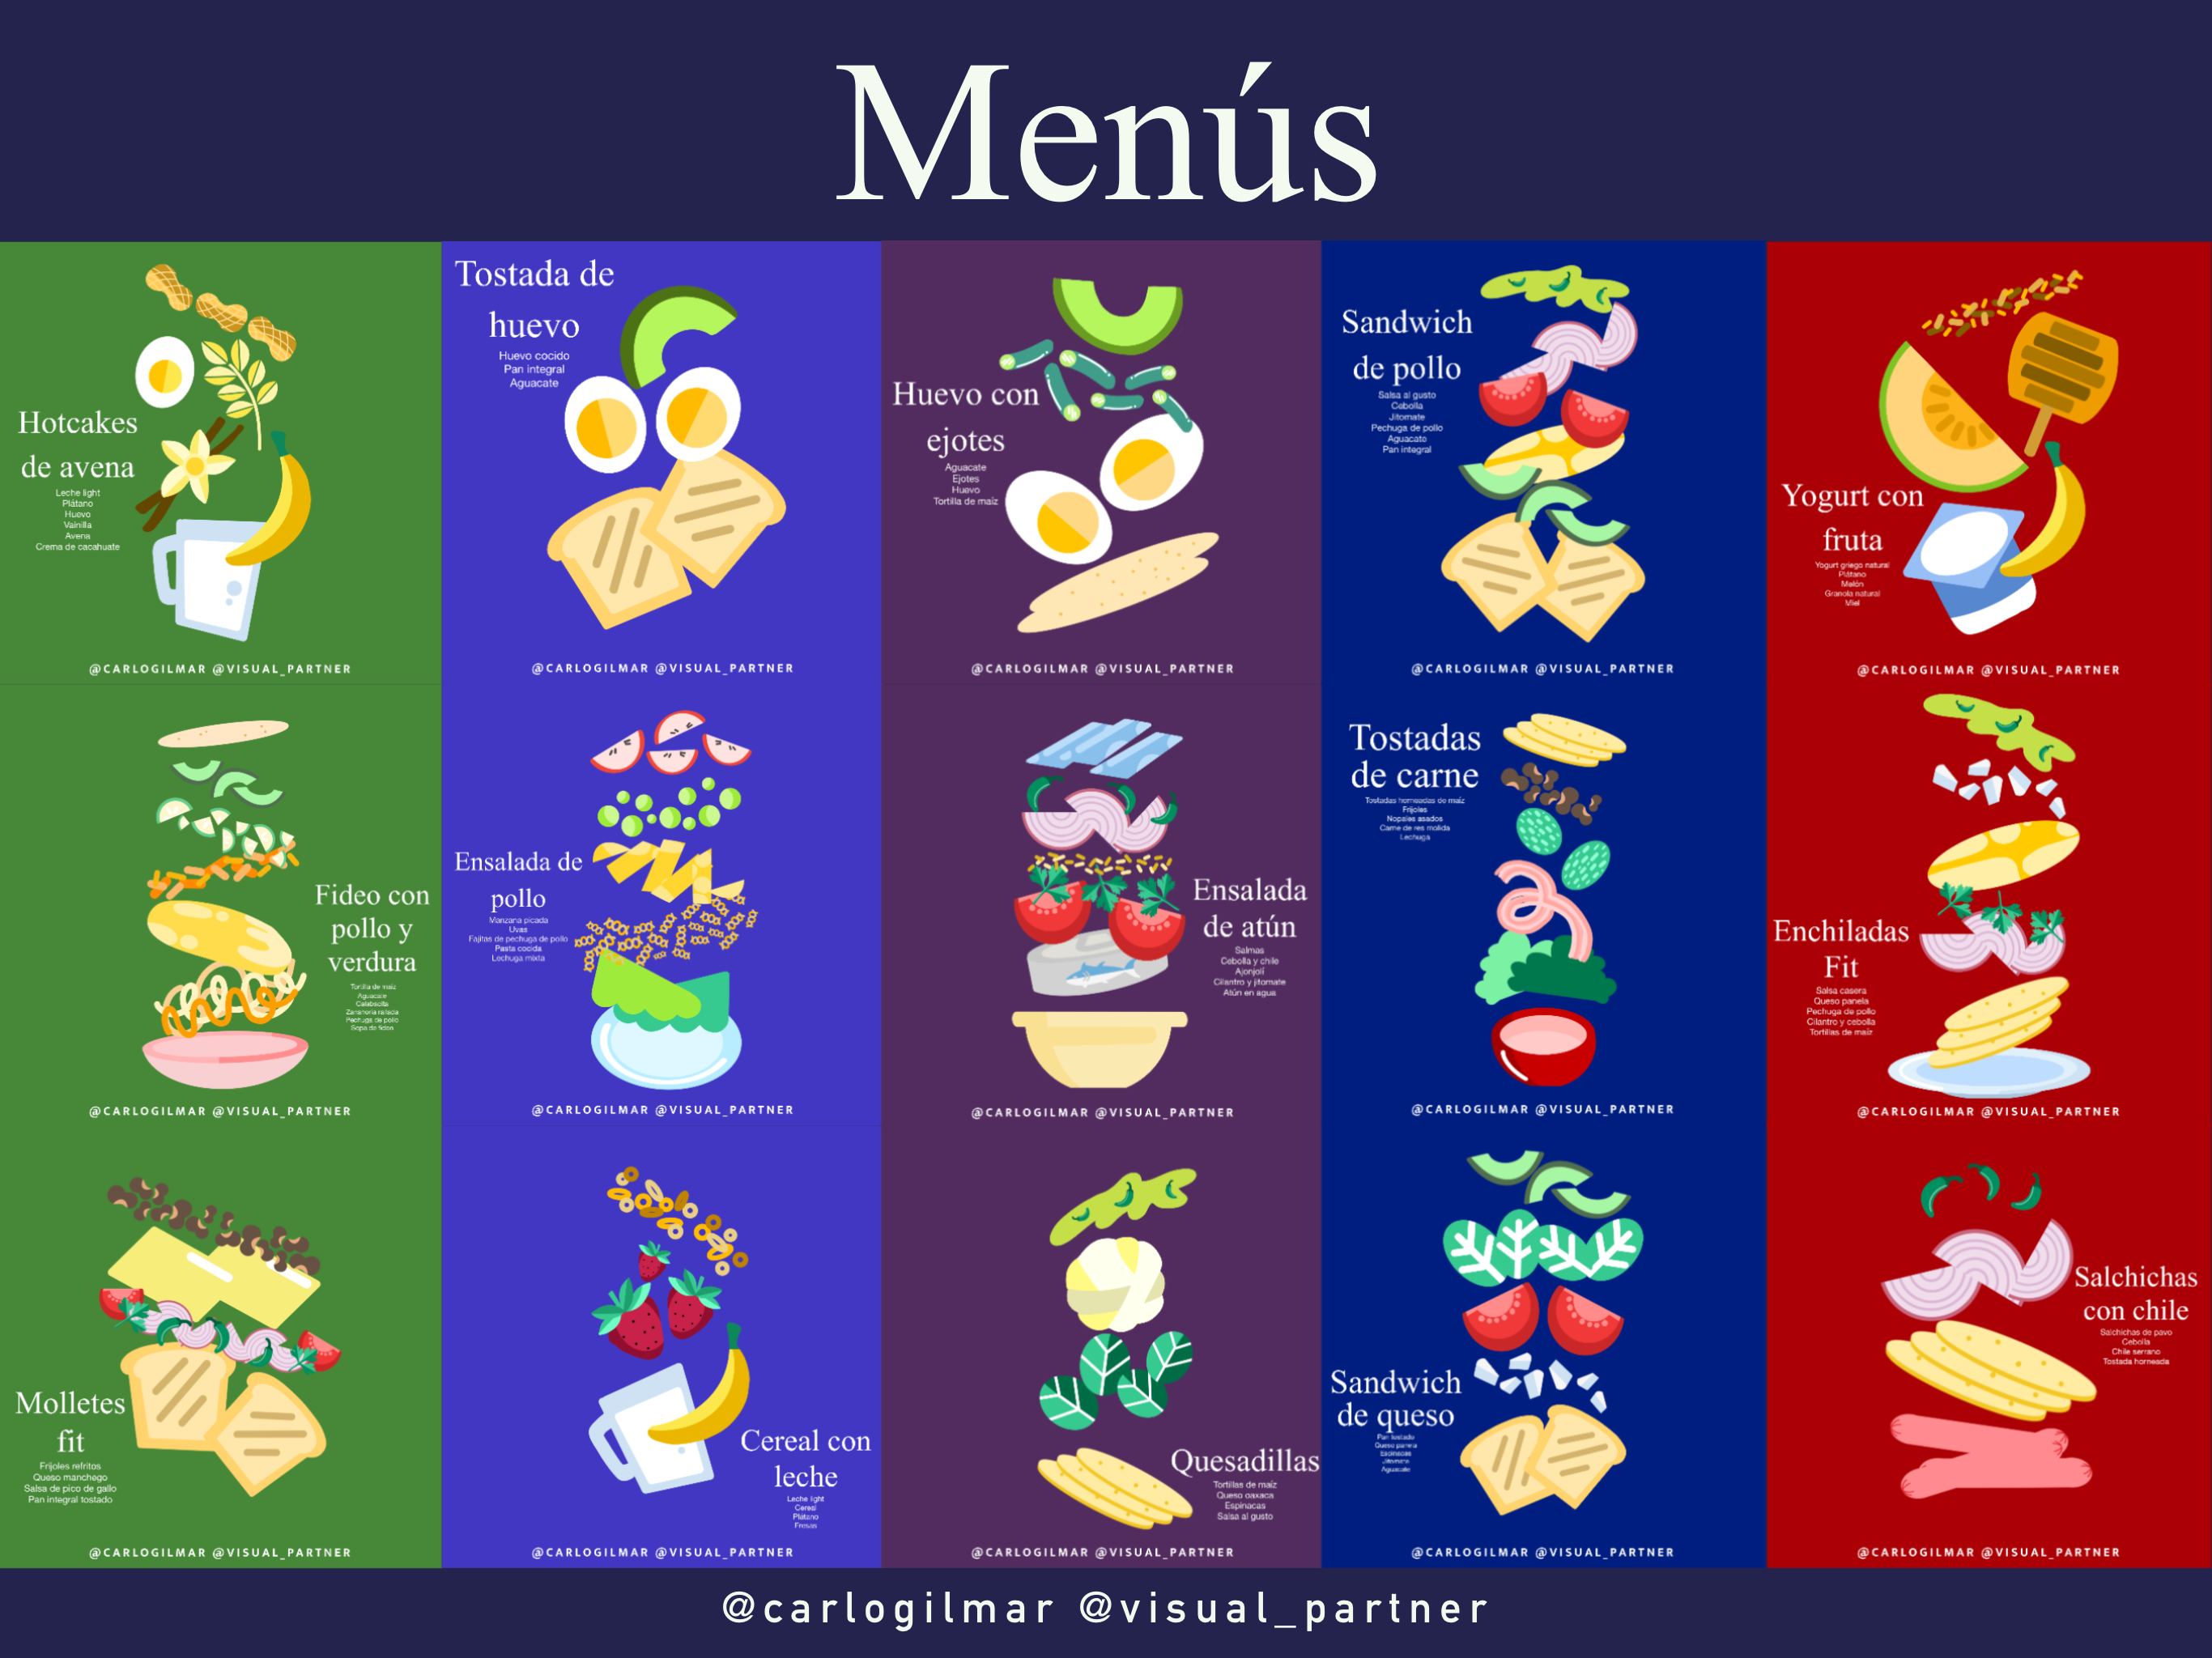 Menús
Hotcakes
de avena
Leche light
Plátano
Huevo
Vainilla
Avena
Crema de cacahuate
@CARLOGILMAR @VISUAL_PARTNER
Tostada de
huevo
Huevo cocido
Pan integral
Aguacate
@CARLOGILMAR @VISUAL_PARTNER
Huevo con
ejotes
Aguacate
Ejotes
Huevo
Tortilla de maíz
@CARLOGILMAR @VISUAL_PARTNER
Sandwich
de pollo
Salsa al gusto
Cebolla
Jitomate
Pechuga de pollo
Aguacato
Pan integral
@CARLOGILMAR @VISUAL_PARTNER
Yogurt con
fruta
Yogurt griego natural
Plátano
Melón
Granola natural
Miel
@CARLOGILMAR @VISUAL_PARTNER
Fideo con
pollo y
verdura
Tortilla de maíz
Aguacate
Calabacita
Zanahoria rallada
Pechuga de pollo
Sopa de fideo
@CARLOGILMAR @VISUAL_PARTNER
Ensalada de
pollo
Manzana picada
Uvas
Fajitas de pechuga de pollo
Pasta cocida
Lechuga mixta
@CARLOGILMAR @VISUAL_PARTNER
Ensalada
de atún
Salmas
Cebolla y chile
Ajonjolí
Cilantro y jitomate
Atún en agua
@CARLOGILMAR @VISUAL_PARTNER
Tostadas
de carne
Tostadas horneadas de maíz
Frijoles
Nopales asados
Carne de res molida
Lechuga
@CARLOGILMAR @VISUAL_PARTNER
Enchiladas
Fit
Salsa casera
Queso panela
Pechuga de pollo
Cilantro y cebolla
Tortillas de maíz
@CARLOGILMAR @VISUAL_PARTNER
Molletes
fit
Frijoles refritos
Queso manchego
Salsa de pico de gallo
Pan integral tostado
@CARLOGILMAR @VISUAL_PARTNER
Cereal con
leche
Leche light
Cereal
Plátano
Fresas
@CARLOGILMAR @VISUAL_PARTNER
Quesadillas
Tortillas de maíz
Queso oaxaca
Espinacas
Salsa al gusto
@CARLOGILMAR @VISUAL_PARTNER
Sandwich
de queso
Pan tostado
Queso panela
Espinacas
Jitomate
Aguacate
@CARLOGILMAR @VISUAL_PARTNER
Salchichas
con chile
Salchichas de pavo
Cebolla
Chile serrano
Tostada horneada
@CARLOGILMAR @VISUAL_PARTNER
@carlogilmar @visual_partner